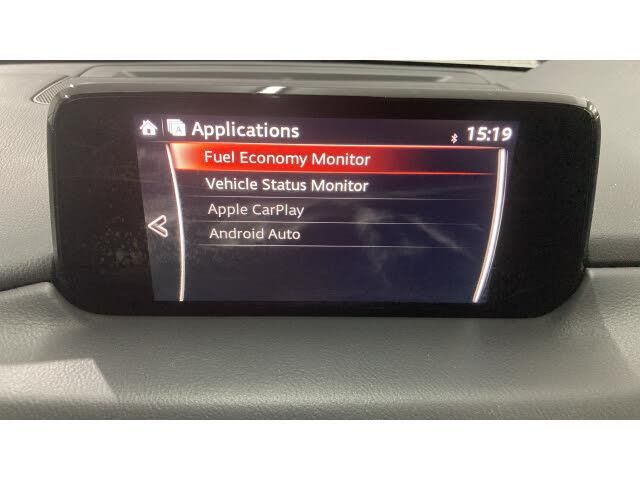 Applications 15:19
Fuel Economy Monitor
Vehicle Status Monitor
Apple CarPlay
Android Auto